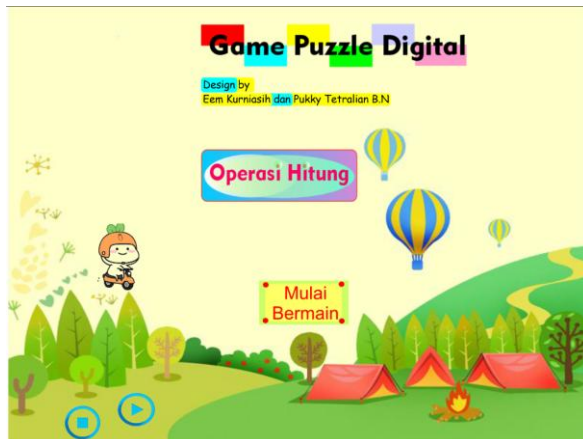 Game Puzzle Digital
Design by
Eem Kurniasih dan Pukky Tetralian B.N
Operasi Hitung
Mulai
Bermain